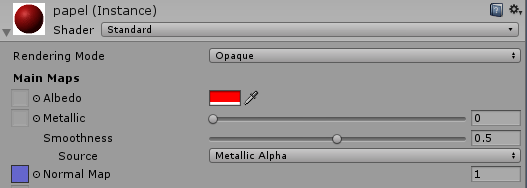 papel (Instance)
Shader Standard
Rendering Mode Opaque
Main Maps
Albedo
Metallic 0
Smoothness 0.5
Source Metallic Alpha
Normal Map 1